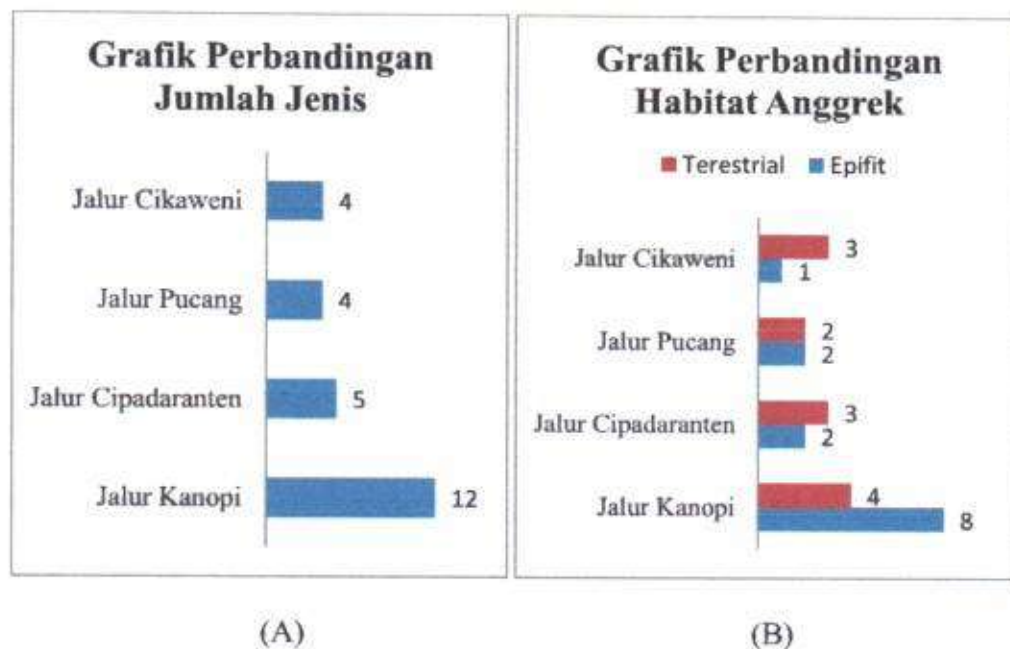 Grafik Perbandingan
Jumlah Jenis
Jalur Cikaweni
4
Jalur Pucang
4
Jalur Cipadaranten
5
Jalur Kanopi
12
(A)
Grafik Perbandingan
Habitat Anggrek
Terestrial Epifit
Jalur Cikaweni
3
1
Jalur Pucang
2
2
Jalur Cipadaranten
3
2
Jalur Kanopi
4
8
(B)